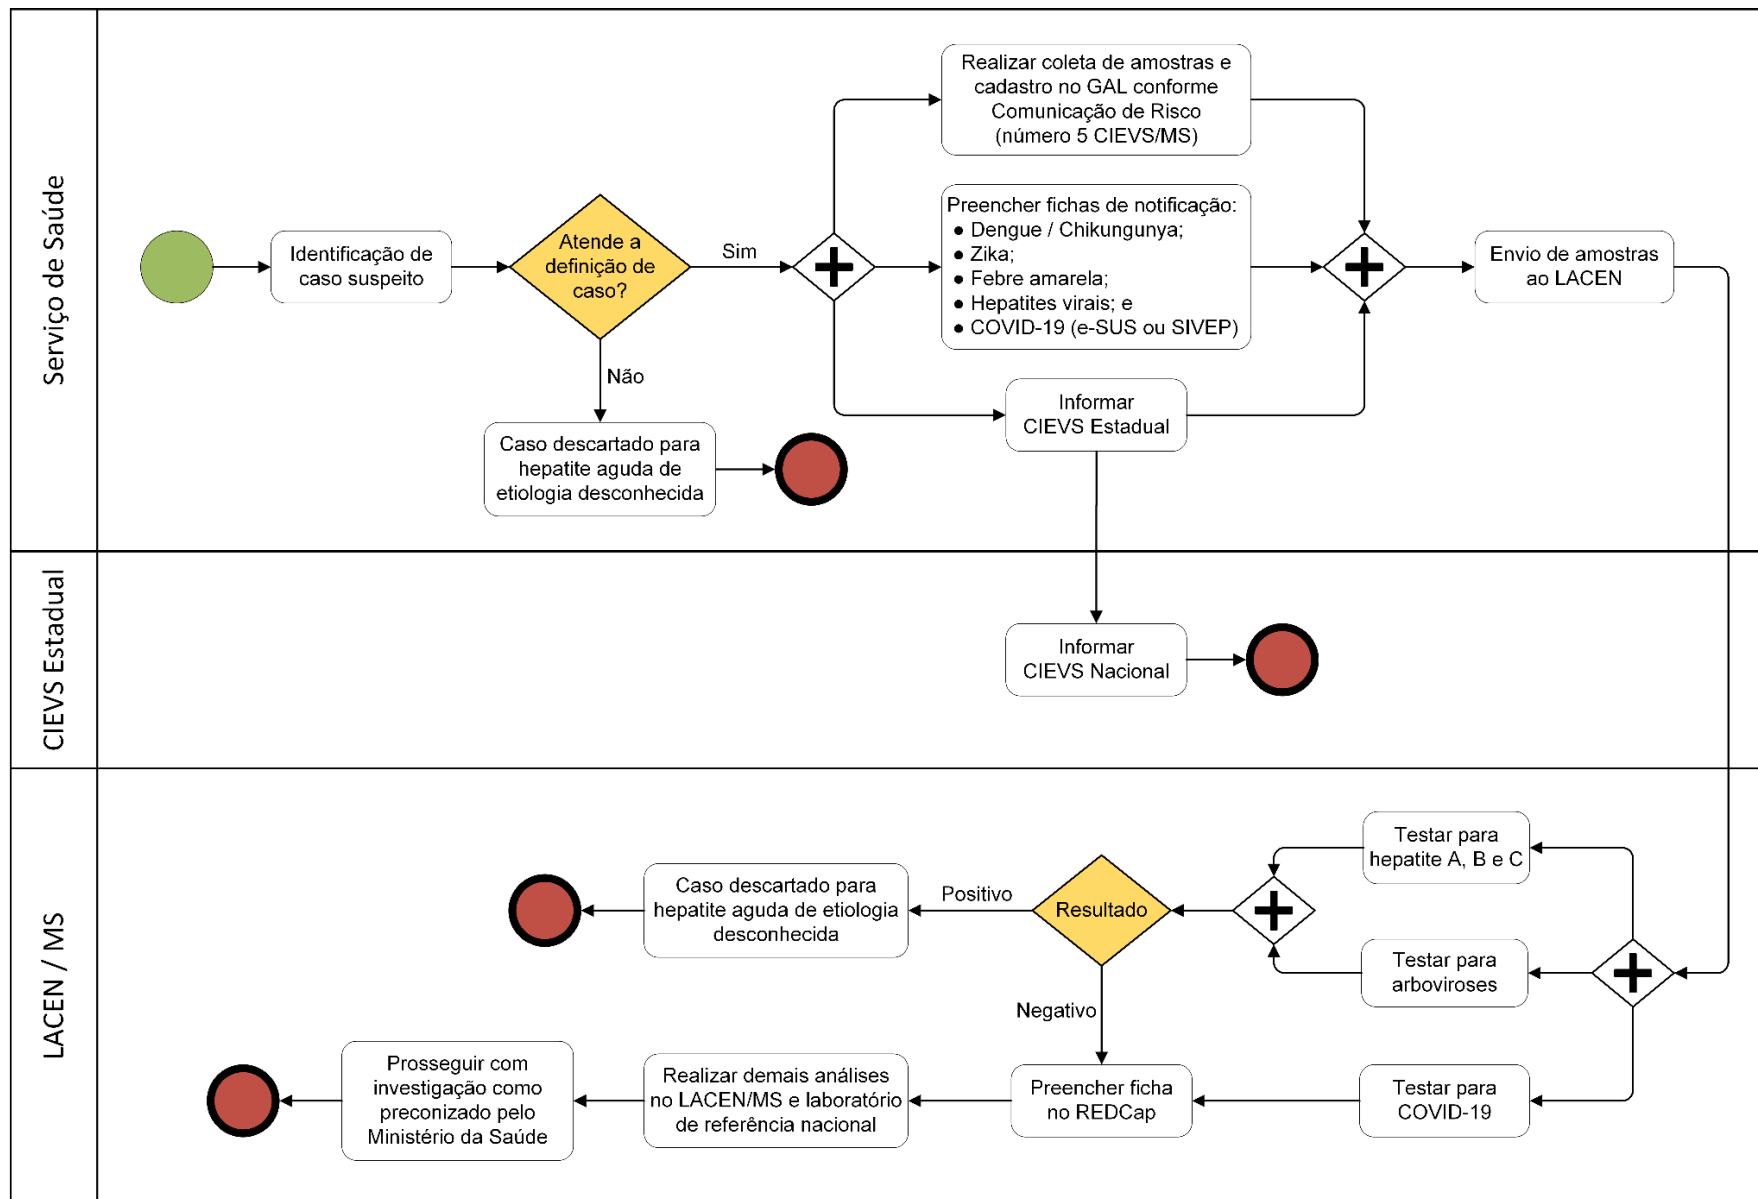 Serviço de Saúde
Identificação de
caso suspeito
Atende a
definição de
caso?
Sim
Não
Caso descartado para
hepatite aguda de
etiologia desconhecida
Realizar coleta de amostras e
cadastro no GAL conforme
Comunicação de Risco
(número 5 CIEVS/MS)
Preencher fichas de notificação:
● Dengue / Chikungunya;
● Zika;
● Febre amarela;
● Hepatites virais; e
● COVID-19 (e-SUS ou SIVEP)
Informar
CIEVS Estadual
Envio de amostras
ao LACEN
CIEVS Estadual
Informar
CIEVS Nacional
LACEN / MS
Testar para
hepatite A, B e C
Testar para
arboviroses
Testar para
COVID-19
Resultado
Positivo
Caso descartado para
hepatite aguda de etiologia
desconhecida
Negativo
Preencher ficha
no REDCap
Realizar demais análises
no LACEN/MS e laboratório
de referência nacional
Prosseguir com
investigação como
preconizado pelo
Ministério da Saúde